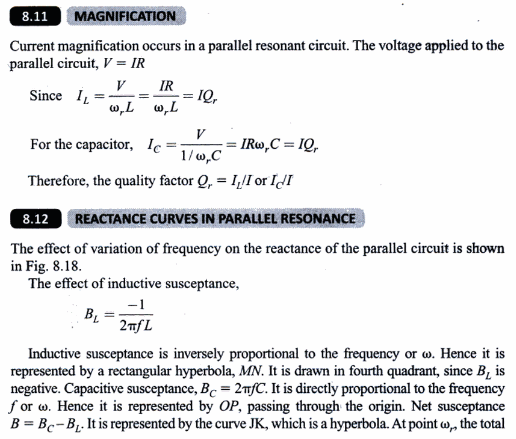 8.11 MAGNIFICATION
Current magnification occurs in a parallel resonant circuit. The voltage applied to the
parallel circuit, V = IR
Since I_L = V/ω_rL = IR/ω_rL = IQ_r
For the capacitor, I_C = V/1/ω_rC = IRω_rC = IQ_r
Therefore, the quality factor Q_r = I_L/I or I_C/I
8.12 REACTANCE CURVES IN PARALLEL RESONANCE
The effect of variation of frequency on the reactance of the parallel circuit is shown
in Fig. 8.18.
The effect of inductive susceptance,
B_L = -1/2πfL
Inductive susceptance is inversely proportional to the frequency or ω. Hence it is
represented by a rectangular hyperbola, MN. It is drawn in fourth quadrant, since B_L is
negative. Capacitive susceptance, B_C = 2πfC. It is directly proportional to the frequency
f or ω. Hence it is represented by OP, passing through the origin. Net susceptance
B = B_C – B_L. It is represented by the curve JK, which is a hyperbola. At point ω_r, the total